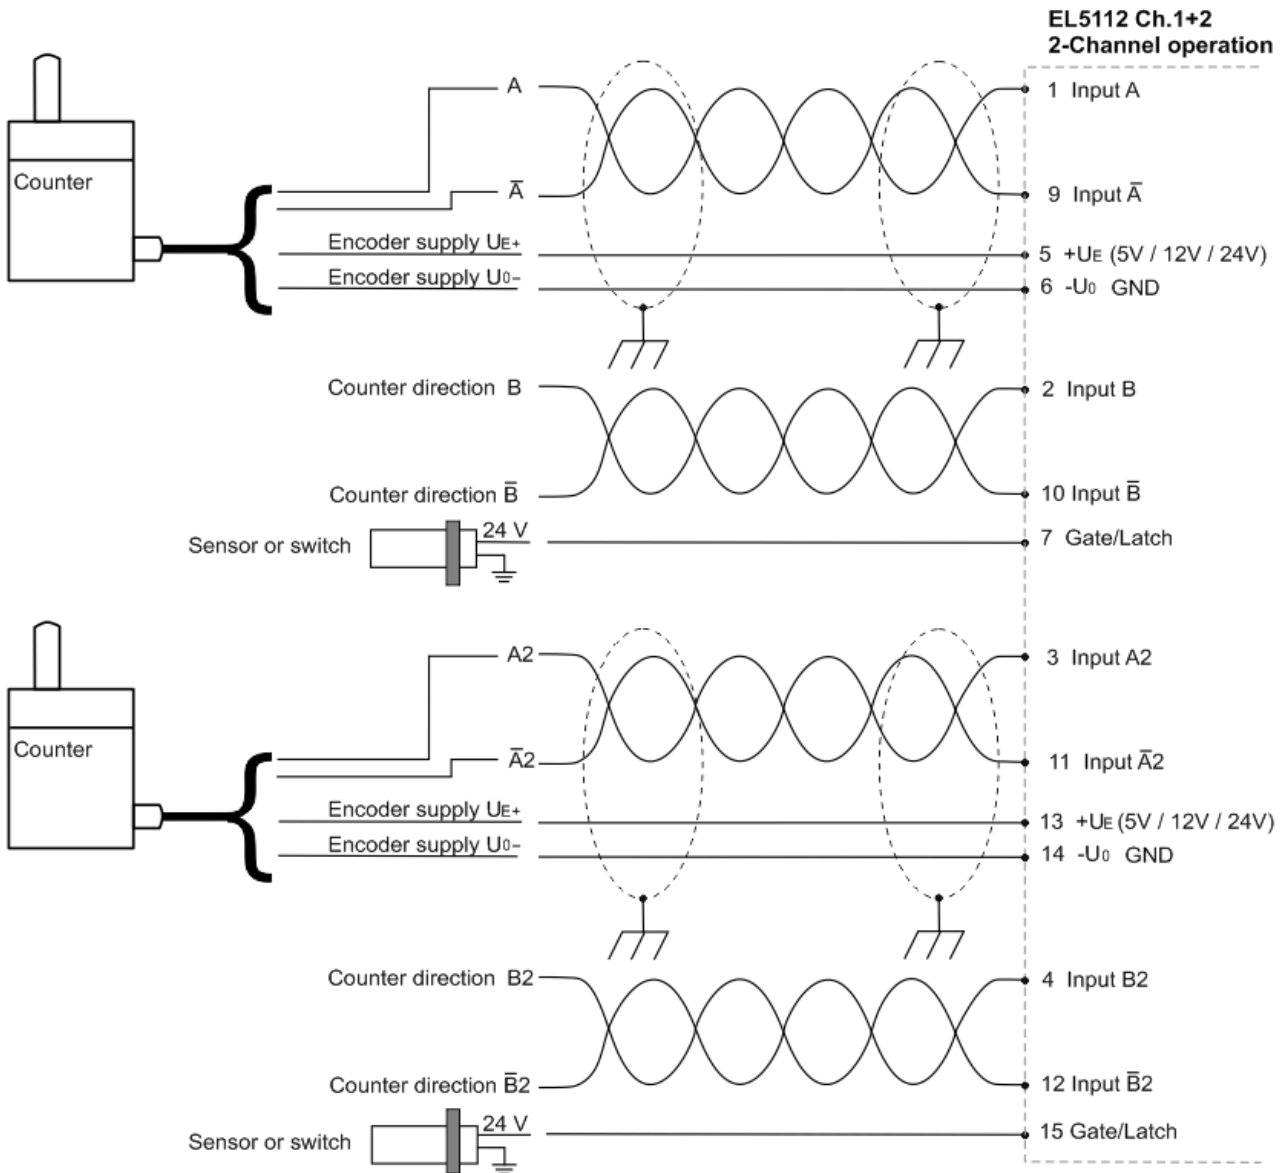 EL5112 Ch.1+2
2-Channel operation
A
1 Input A
Counter
A̅
9 Input A̅
Encoder supply UE+
5 +UE (5V / 12V / 24V)
Encoder supply U0–
6 -U0 GND
Counter direction B
2 Input B
Counter direction B̅
10 Input B̅
24 V
Sensor or switch
7 Gate/Latch
A2
3 Input A2
Counter
A̅2
11 Input A̅2
Encoder supply UE+
13 +UE (5V / 12V / 24V)
Encoder supply U0–
14 -U0 GND
Counter direction B2
4 Input B2
Counter direction B̅2
12 Input B̅2
24 V
Sensor or switch
15 Gate/Latch